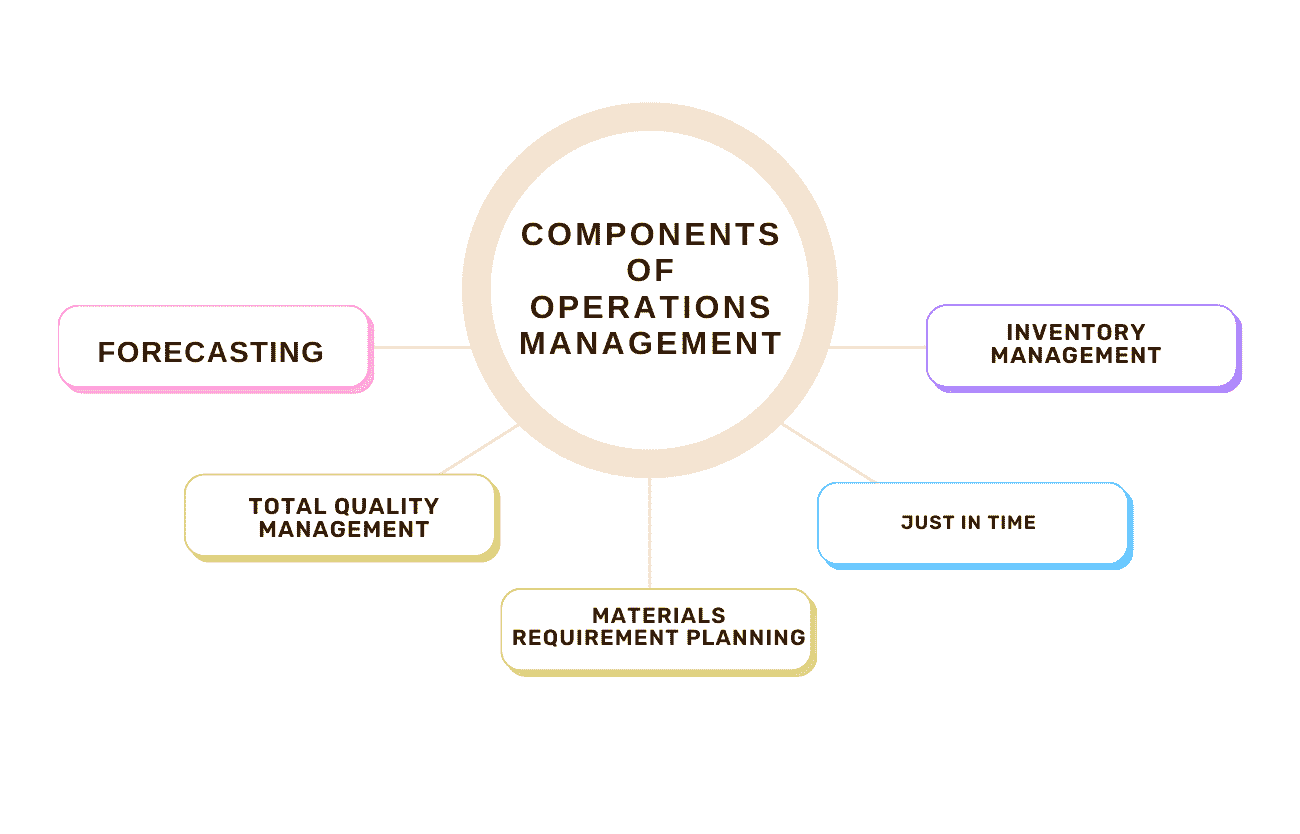 COMPONENTS
OF
OPERATIONS
MANAGEMENT
FORECASTING
INVENTORY
MANAGEMENT
TOTAL QUALITY
MANAGEMENT
JUST IN TIME
MATERIALS
REQUIREMENT PLANNING